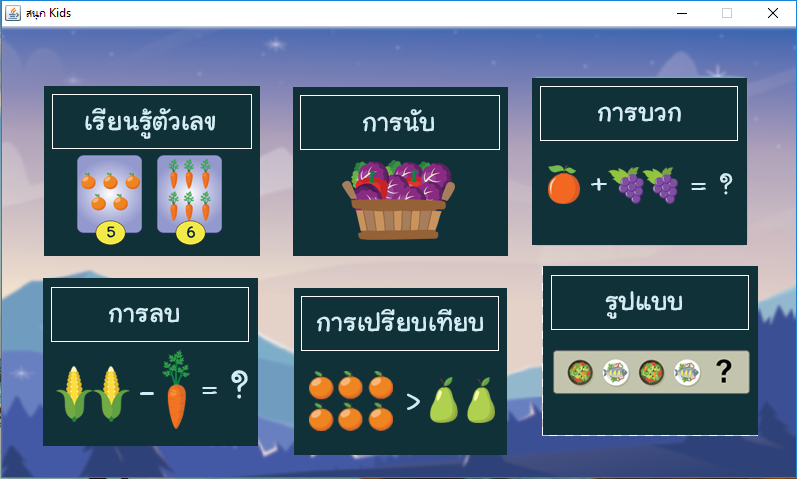 สนุก Kids
เรียนรู้ตัวเลข
การนับ
การบวก
5
6
+ = ?
การลบ
การเปรียบเทียบ
รูปแบบ
- = ?
>
?